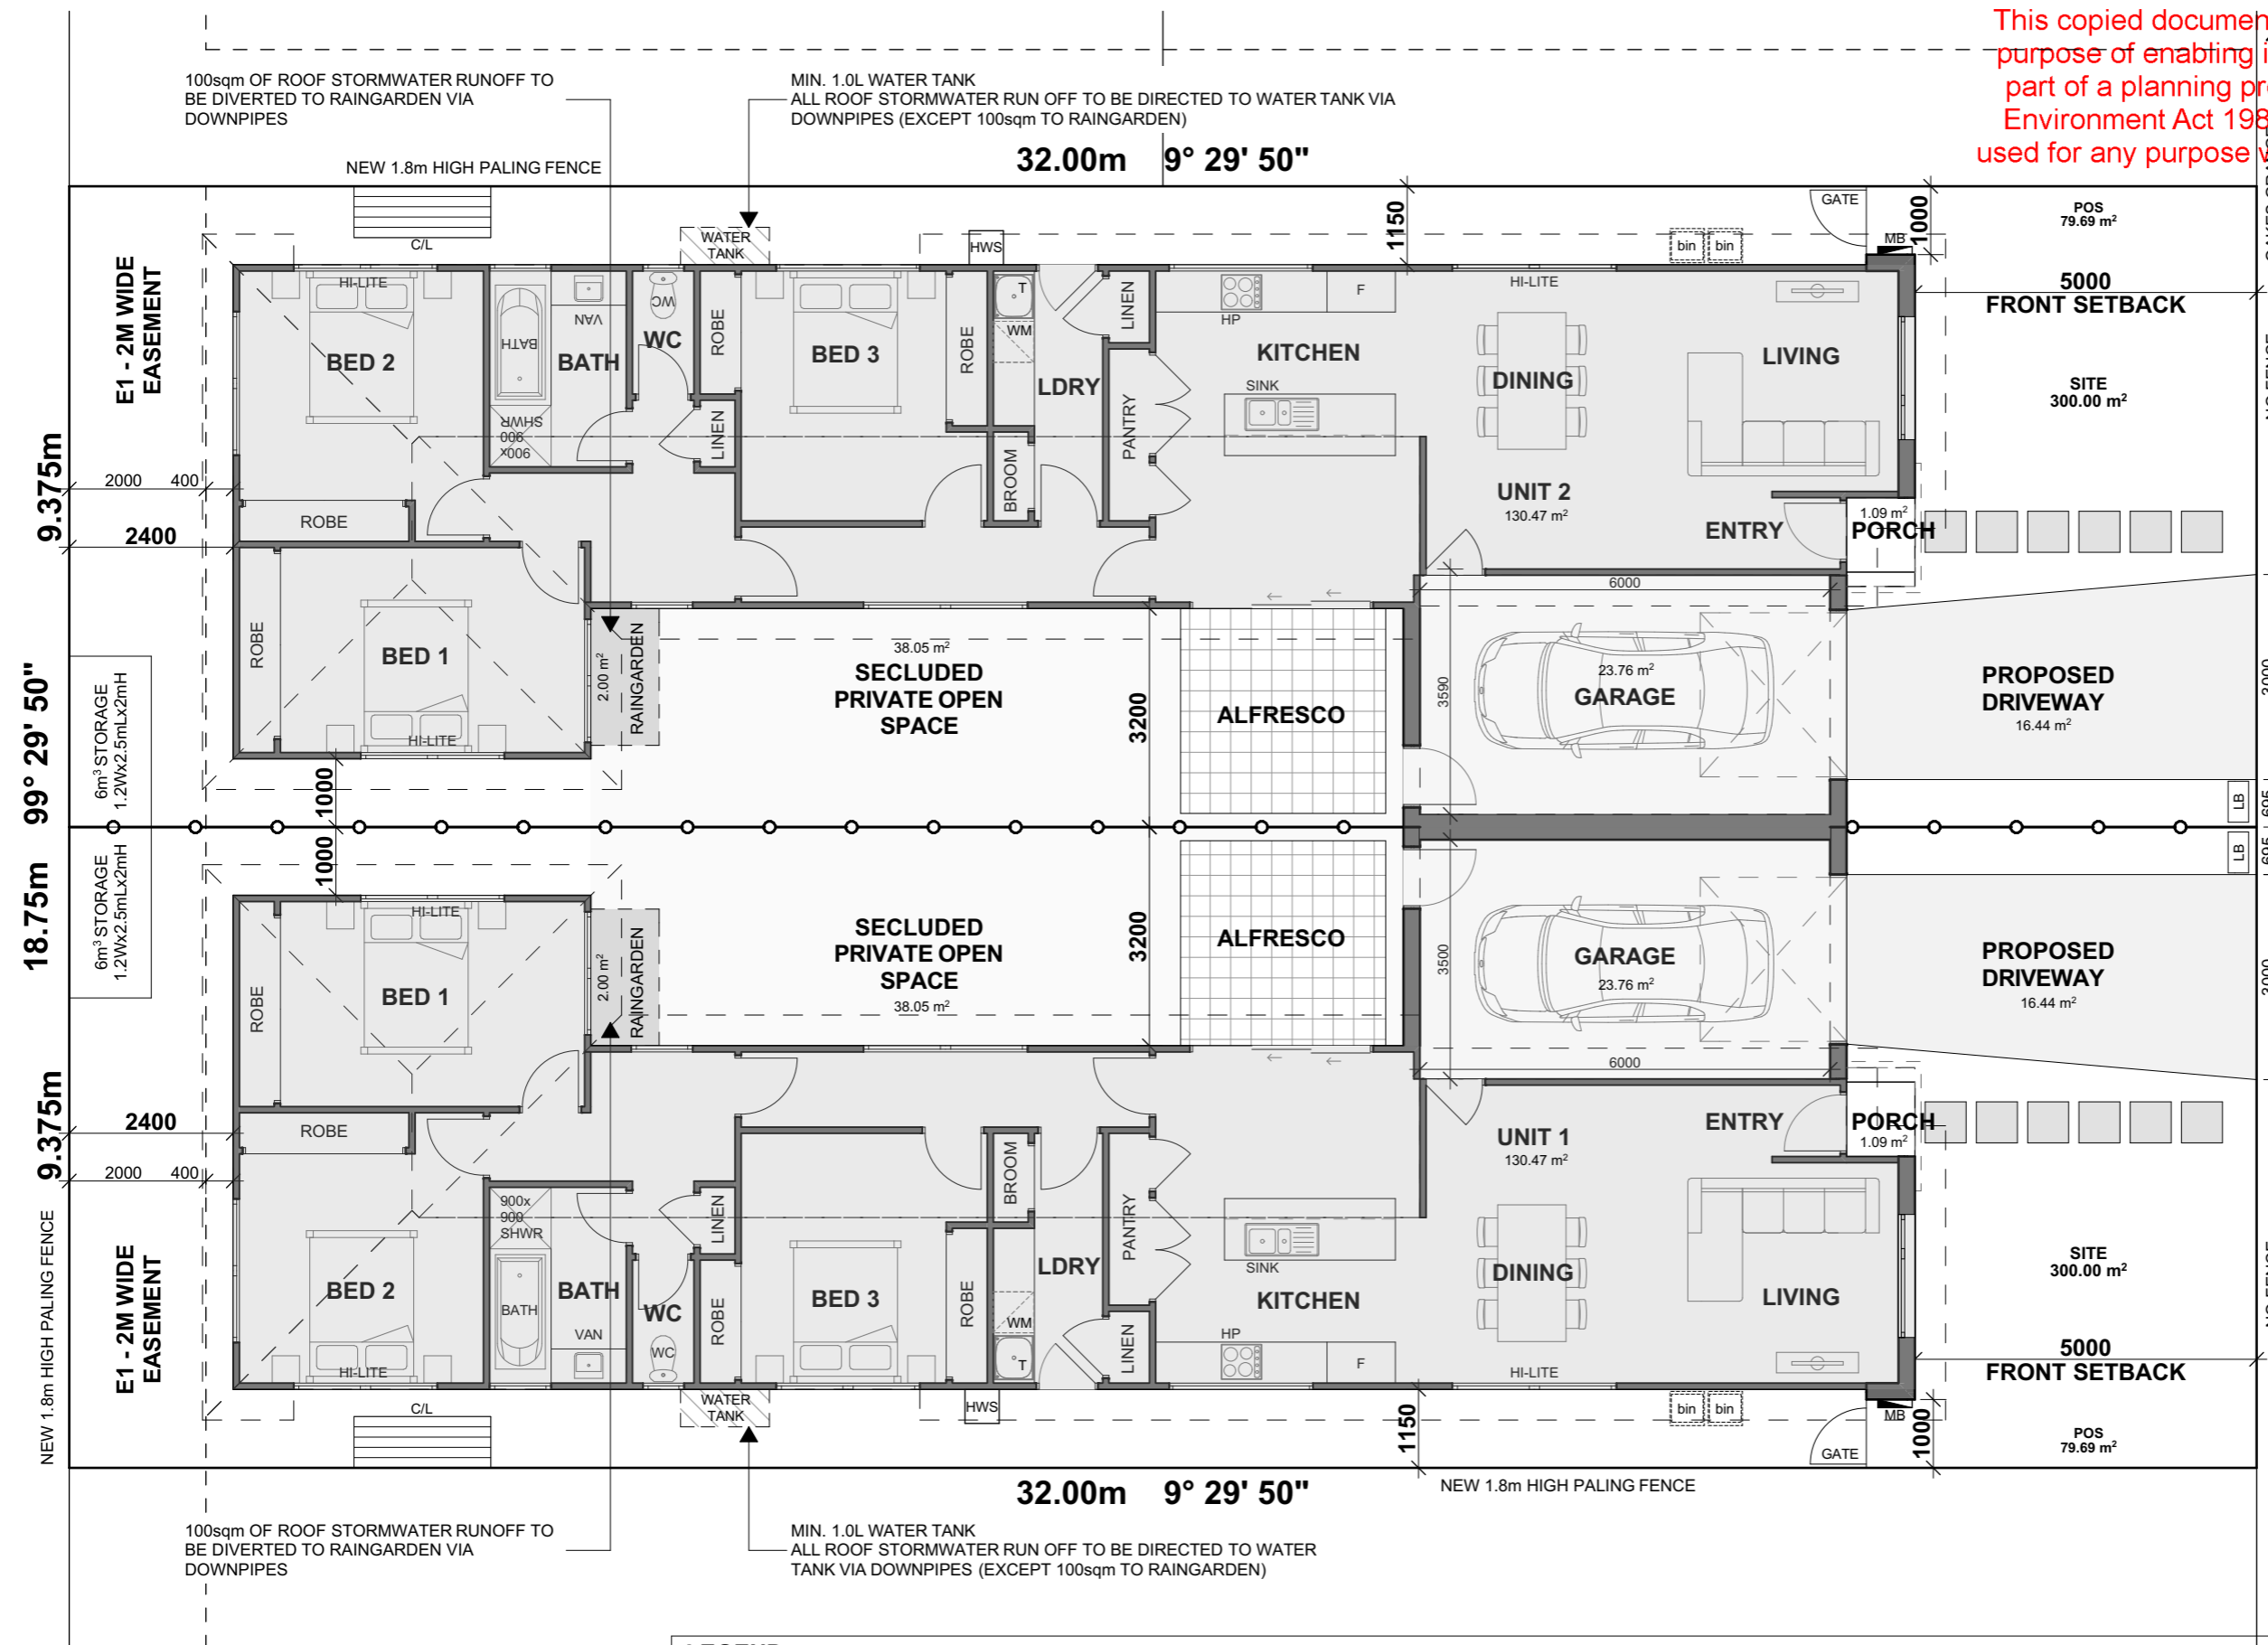 This copied documen
purpose of enabling i
part of a planning pr
Environment Act 198
used for any purpose v
100sqm OF ROOF STORMWATER RUNOFF TO
BE DIVERTED TO RAINGARDEN VIA
DOWNPIPES
MIN. 1.0L WATER TANK
ALL ROOF STORMWATER RUN OFF TO BE DIRECTED TO WATER TANK VIA
DOWNPIPES (EXCEPT 100sqm TO RAINGARDEN)
NEW 1.8m HIGH PALING FENCE
32.00m 9° 29' 50"
GATE
1150
1000
POS
79.69 m²
C/L
WATER
TANK
HWS
bin
bin
MB
E1 - 2M WIDE
EASEMENT
HI-LITE
BED 2
BATH
VAN
BATH
SHWR
900
900x
WC
WC
LINEN
ROBE
BED 3
ROBE
T
WM
LDRY
LINEN
BROOM
PANTRY
HP
F
KITCHEN
SINK
HI-LITE
DINING
LIVING
5000
FRONT SETBACK
SITE
300.00 m²
9.375m
2000
400
2400
ROBE
UNIT 2
130.47 m²
ENTRY
1.09 m²
PORCH
ROBE
BED 1
HI-LITE
2.00 m²
RAINGARDEN
38.05 m²
SECLUDED
PRIVATE OPEN
SPACE
3200
ALFRESCO
6000
3590
23.76 m²
GARAGE
PROPOSED
DRIVEWAY
16.44 m²
3000
99° 29' 50"
18.75m
6m³ STORAGE
1.2Wx2.5mLx2mH
1000
LB
695
6m³ STORAGE
1.2Wx2.5mLx2mH
1000
LB
695
HI-LITE
ROBE
BED 1
2.00 m²
RAINGARDEN
SECLUDED
PRIVATE OPEN
SPACE
38.05 m²
3200
ALFRESCO
3500
GARAGE
23.76 m²
6000
PROPOSED
DRIVEWAY
16.44 m²
3000
9.375m
2400
2000
400
ROBE
UNIT 1
130.47 m²
ENTRY
PORCH
1.09 m²
NEW 1.8m HIGH PALING FENCE
E1 - 2M WIDE
EASEMENT
BED 2
HI-LITE
900x
900
SHWR
BATH
BATH
VAN
LINEN
WC
WC
ROBE
BED 3
ROBE
BROOM
LDRY
WM
T
PANTRY
LINEN
SINK
KITCHEN
HP
F
DINING
HI-LITE
LIVING
SITE
300.00 m²
5000
FRONT SETBACK
C/L
WATER
TANK
HWS
bin
bin
MB
GATE
1150
1000
POS
79.69 m²
32.00m 9° 29' 50"
NEW 1.8m HIGH PALING FENCE
100sqm OF ROOF STORMWATER RUNOFF TO
BE DIVERTED TO RAINGARDEN VIA
DOWNPIPES
MIN. 1.0L WATER TANK
ALL ROOF STORMWATER RUN OFF TO BE DIRECTED TO WATER
TANK VIA DOWNPIPES (EXCEPT 100sqm TO RAINGARDEN)